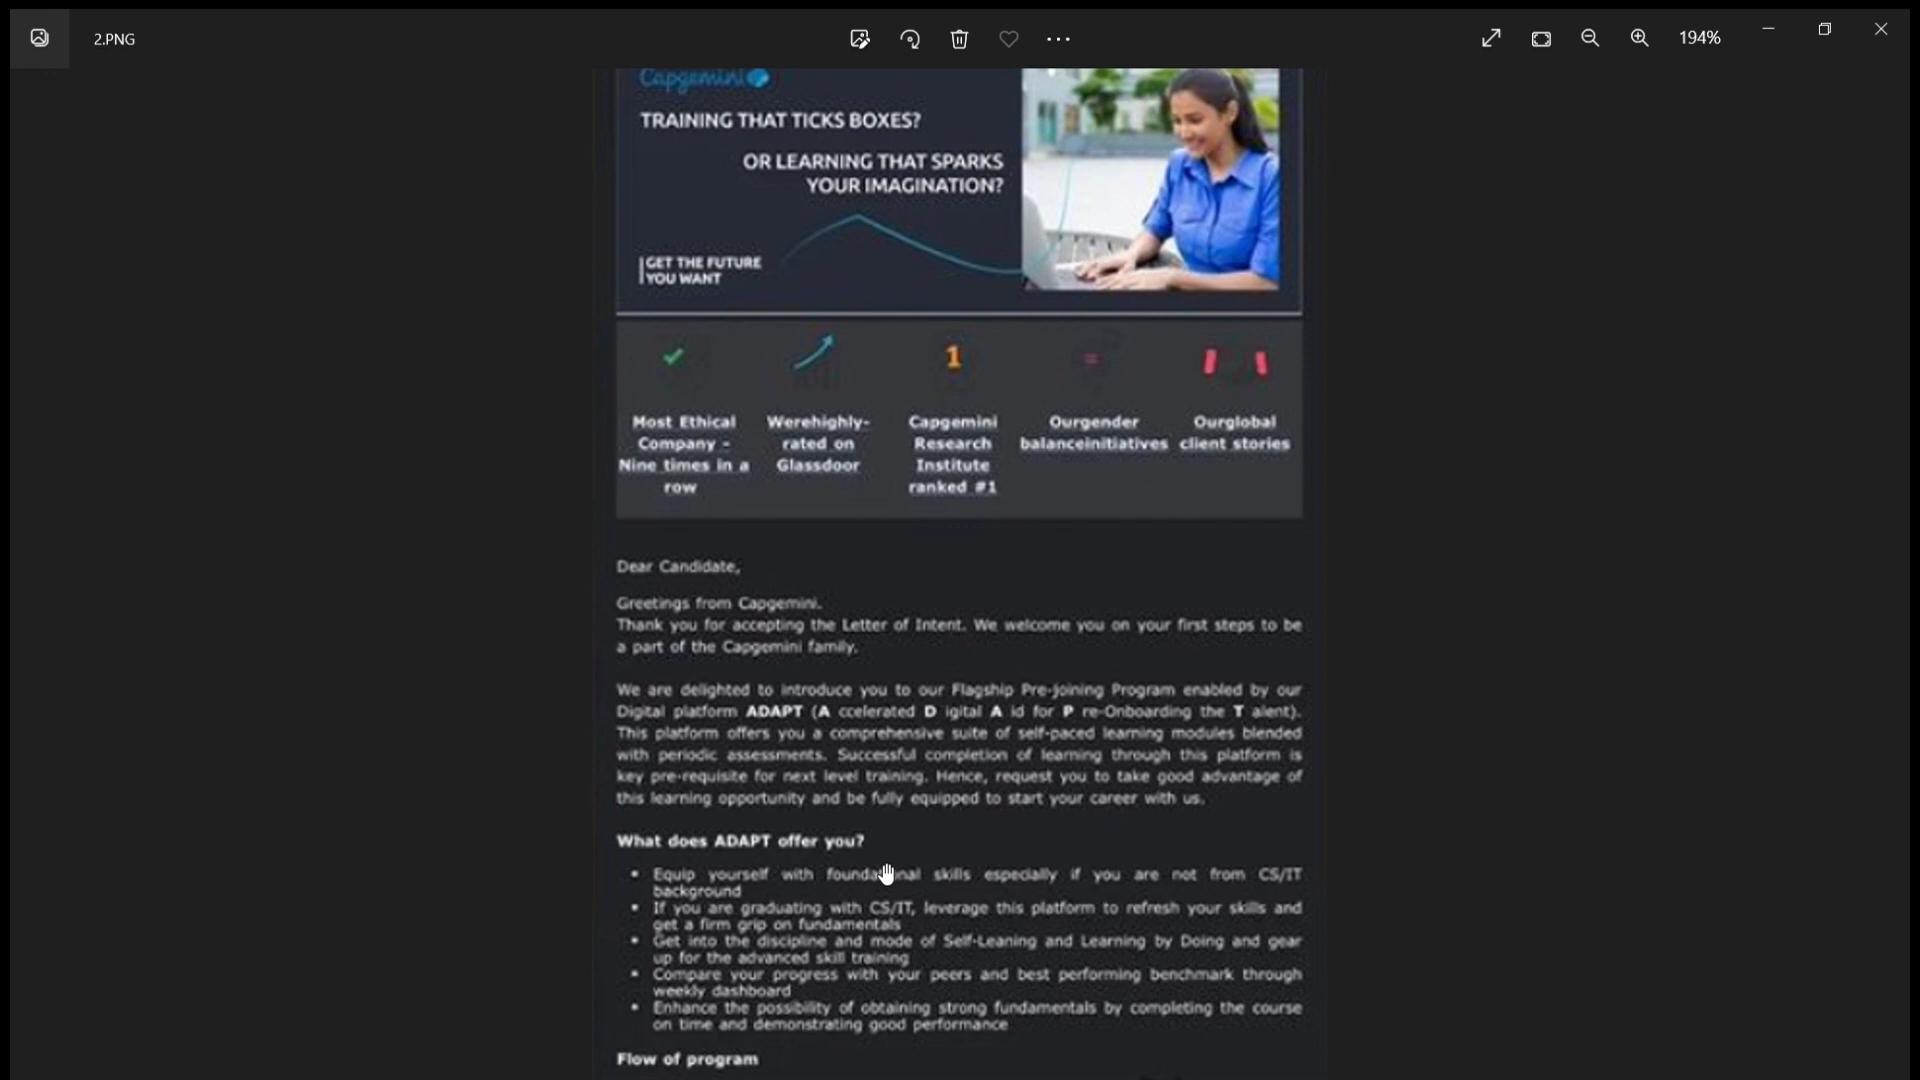 2.PNG
194%
Capgemini
TRAINING THAT TICKS BOXES?
OR LEARNING THAT SPARKS
YOUR IMAGINATION?
GET THE FUTURE
YOU WANT
1
=
Most Ethical
Company -
Nine times in a
row
Werehighly-
rated on
Glassdoor
Capgemini
Research
Institute
ranked #1
Ourgender
balanceinitiatives
Ourglobal
client stories
Dear Candidate,
Greetings from Capgemini.
Thank you for accepting the Letter of Intent. We welcome you on your first steps to be
a part of the Capgemini family.
We are delighted to introduce you to our Flagship Pre-joining Program enabled by our
Digital platform ADAPT (A ccelerated D igital A id for P re-Onboarding the T alent).
This platform offers you a comprehensive suite of self-paced learning modules blended
with periodic assessments. Successful completion of learning through this platform is
key pre-requisite for next level training. Hence, request you to take good advantage of
this learning opportunity and be fully equipped to start your career with us.
What does ADAPT offer you?
• Equip yourself with foundational skills especially if you are not from CS/IT
background
• If you are graduating with CS/IT, leverage this platform to refresh your skills and
get a firm grip on fundamentals
• Get into the discipline and mode of Self-Leaning and Learning by Doing and gear
up for the advanced skill training
• Compare your progress with your peers and best performing benchmark through
weekly dashboard
• Enhance the possibility of obtaining strong fundamentals by completing the course
on time and demonstrating good performance
Flow of program